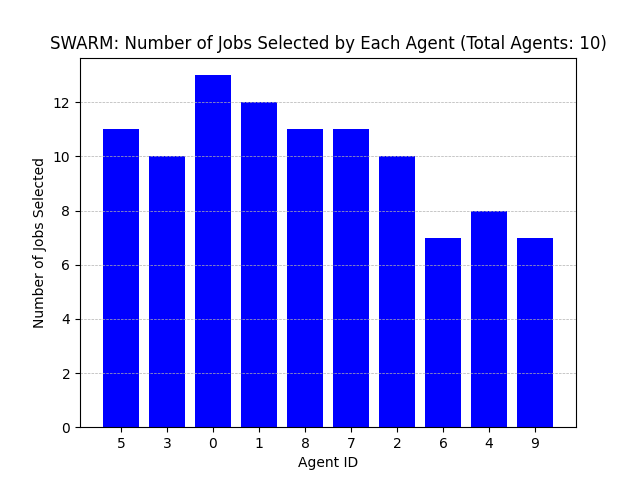 SWARM: Number of Jobs Selected by Each Agent (Total Agents: 10)
12
10
8
6
4
2
0
Number of Jobs Selected
5 3 0 1 8 7 2 6 4 9
Agent ID